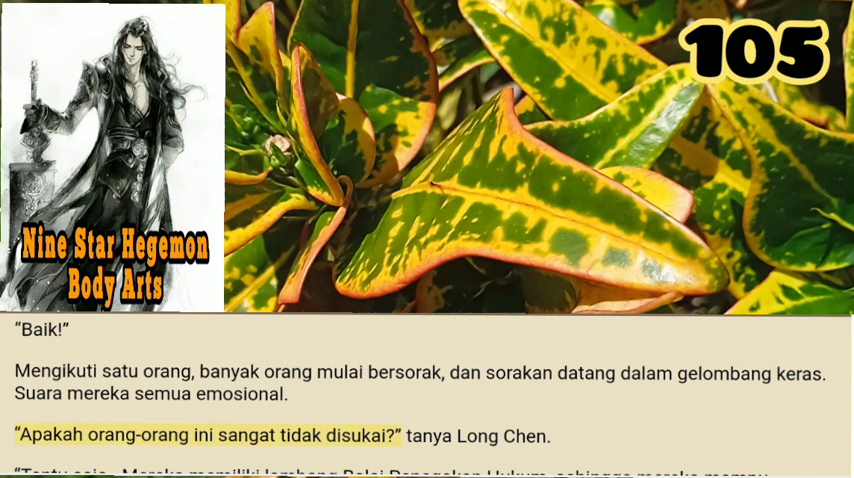 105
Nine Star Hegemon
Body Arts
“Baik!”
Mengikuti satu orang, banyak orang mulai bersorak, dan sorakan datang dalam gelombang keras.
Suara mereka semua emosional.
“Apakah orang-orang ini sangat tidak disukai?” tanya Long Chen.